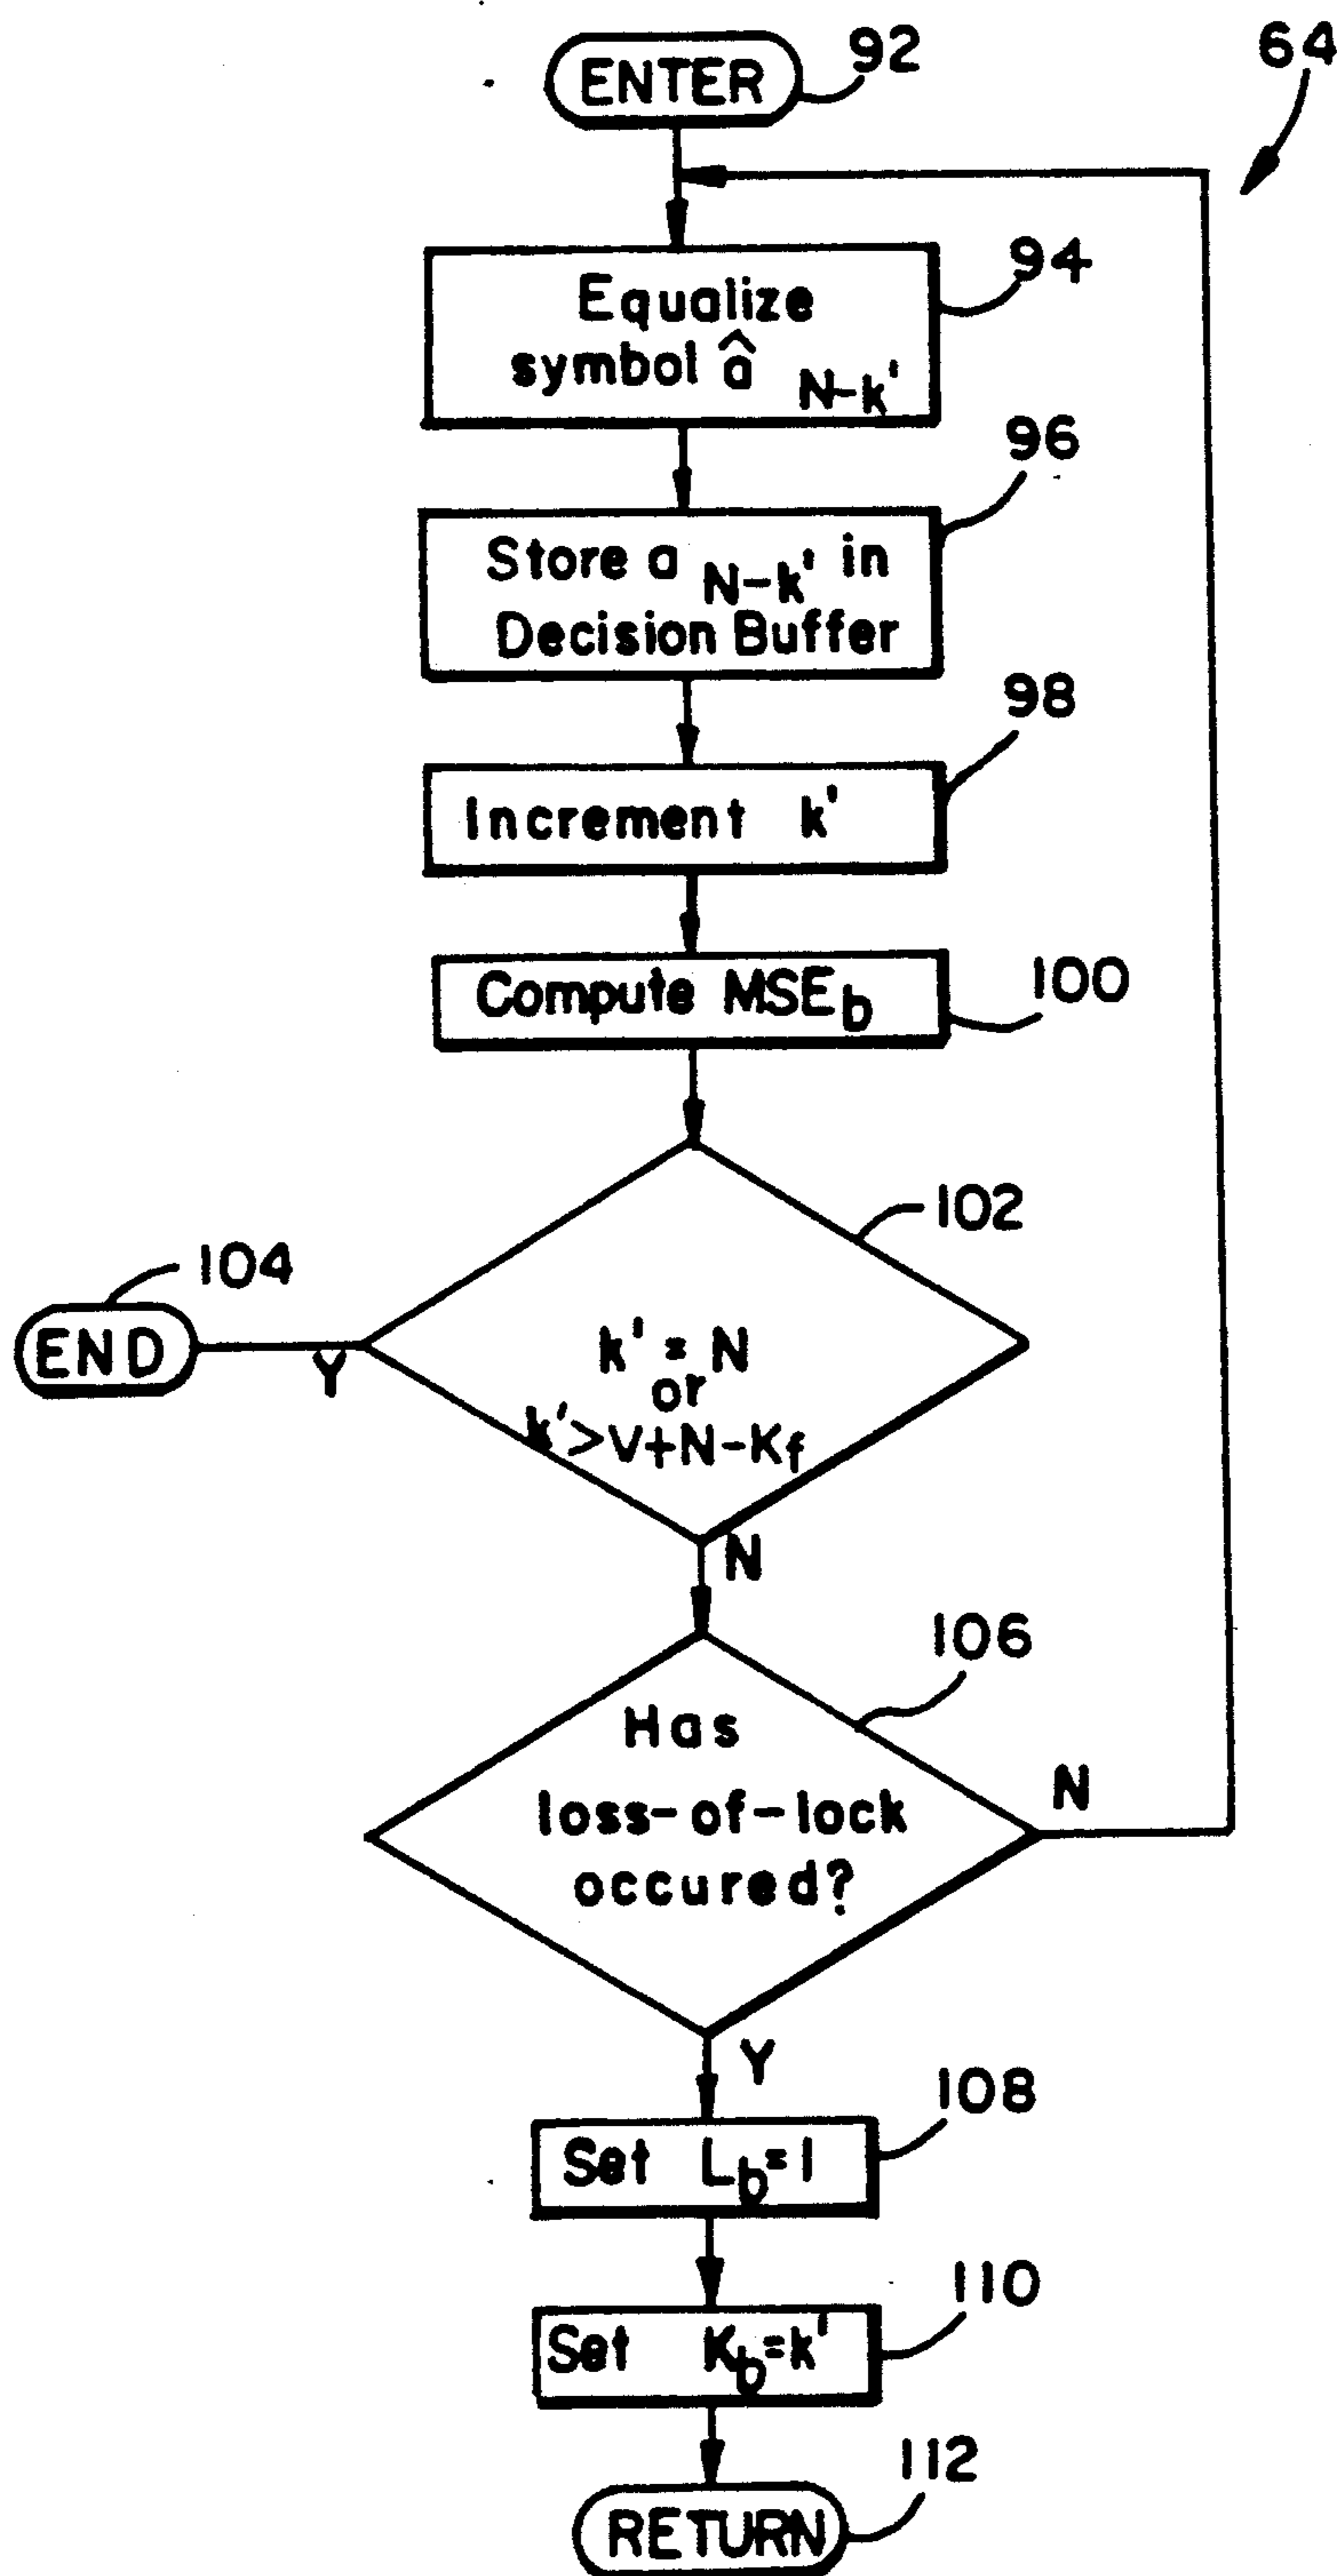 ENTER 92
64
Equalize 94
symbol â N-k'
96
Store a N-k' in
Decision Buffer
98
Increment k'
Compute MSEb 100
102
104
END
Y
k' = N
or
k'>V+N-Kf
N
106
Has
loss-of-lock
occured?
N
Y
108
Set Lb=1
110
Set Kb=k'
112
RETURN